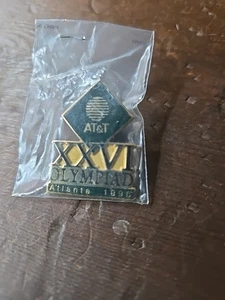 AT&T
XXVI
OLYMPIAD
Atlanta 1996